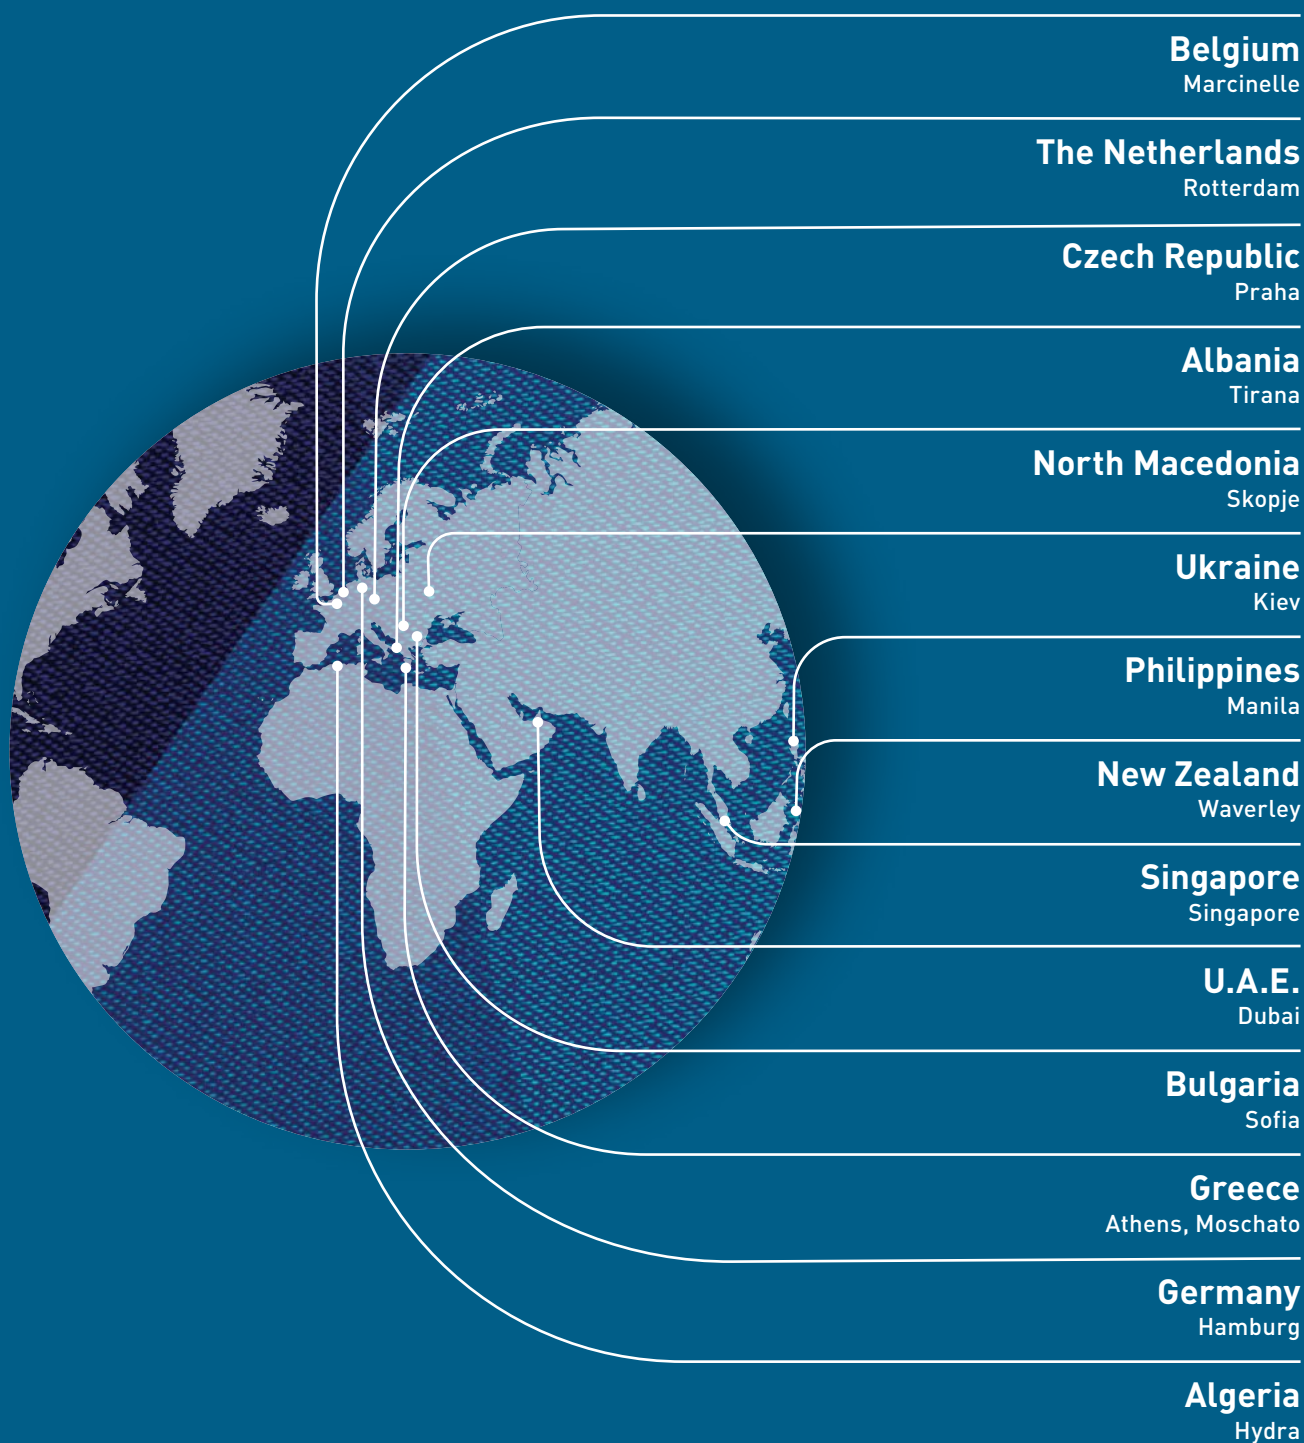 Belgium
Marcinelle
The Netherlands
Rotterdam
Czech Republic
Praha
Albania
Tirana
North Macedonia
Skopje
Ukraine
Kiev
Philippines
Manila
New Zealand
Waverley
Singapore
Singapore
U.A.E.
Dubai
Bulgaria
Sofia
Greece
Athens, Moschato
Germany
Hamburg
Algeria
Hydra